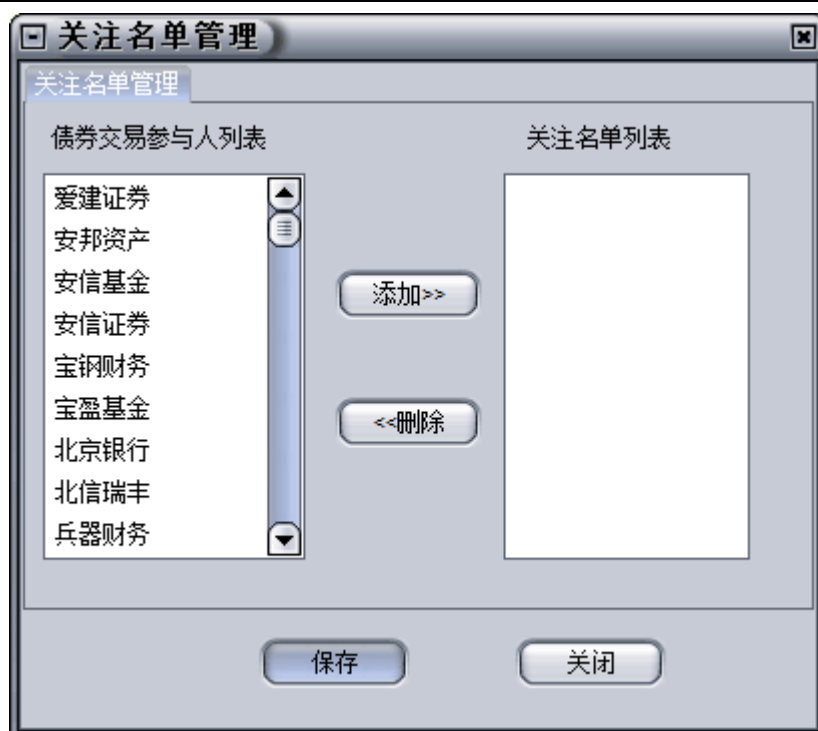 关注名单管理
关注名单管理
债券交易参与人列表
关注名单列表
爱建证券
安邦资产
安信基金
安信证券
宝钢财务
宝盈基金
北京银行
北信瑞丰
兵器财务
添加>>
<<删除
保存
关闭